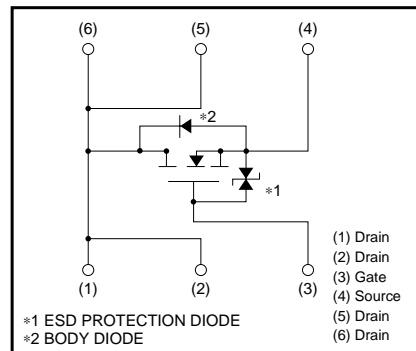 (6) (5) (4)
∗2
∗1
(1) (2) (3)
(1) Drain
(2) Drain
(3) Gate
(4) Source
(5) Drain
(6) Drain
∗1 ESD PROTECTION DIODE
∗2 BODY DIODE